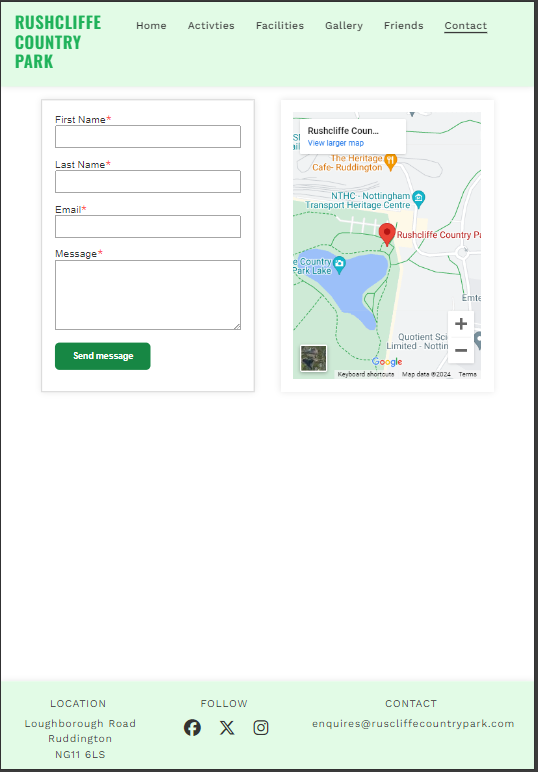 RUSHCLIFFE
COUNTRY
PARK
Home Activties Facilities Gallery Friends Contact
First Name*
Last Name*
Email*
Message*
Send message
Rushcliffe Coun...
View larger map
The Heritage
Cafe- Ruddington
NTHC - Nottingham
Transport Heritage Centre
Rushcliffe Country Pa
e Country
Park Lake
Emte
Quotient Sci
Limited - Notting
Google
Keyboard shortcuts Map data ©2024 Terms
LOCATION
Loughborough Road
Ruddington
NG11 6LS
FOLLOW
CONTACT
enquires@ruscliffecountrypark.com